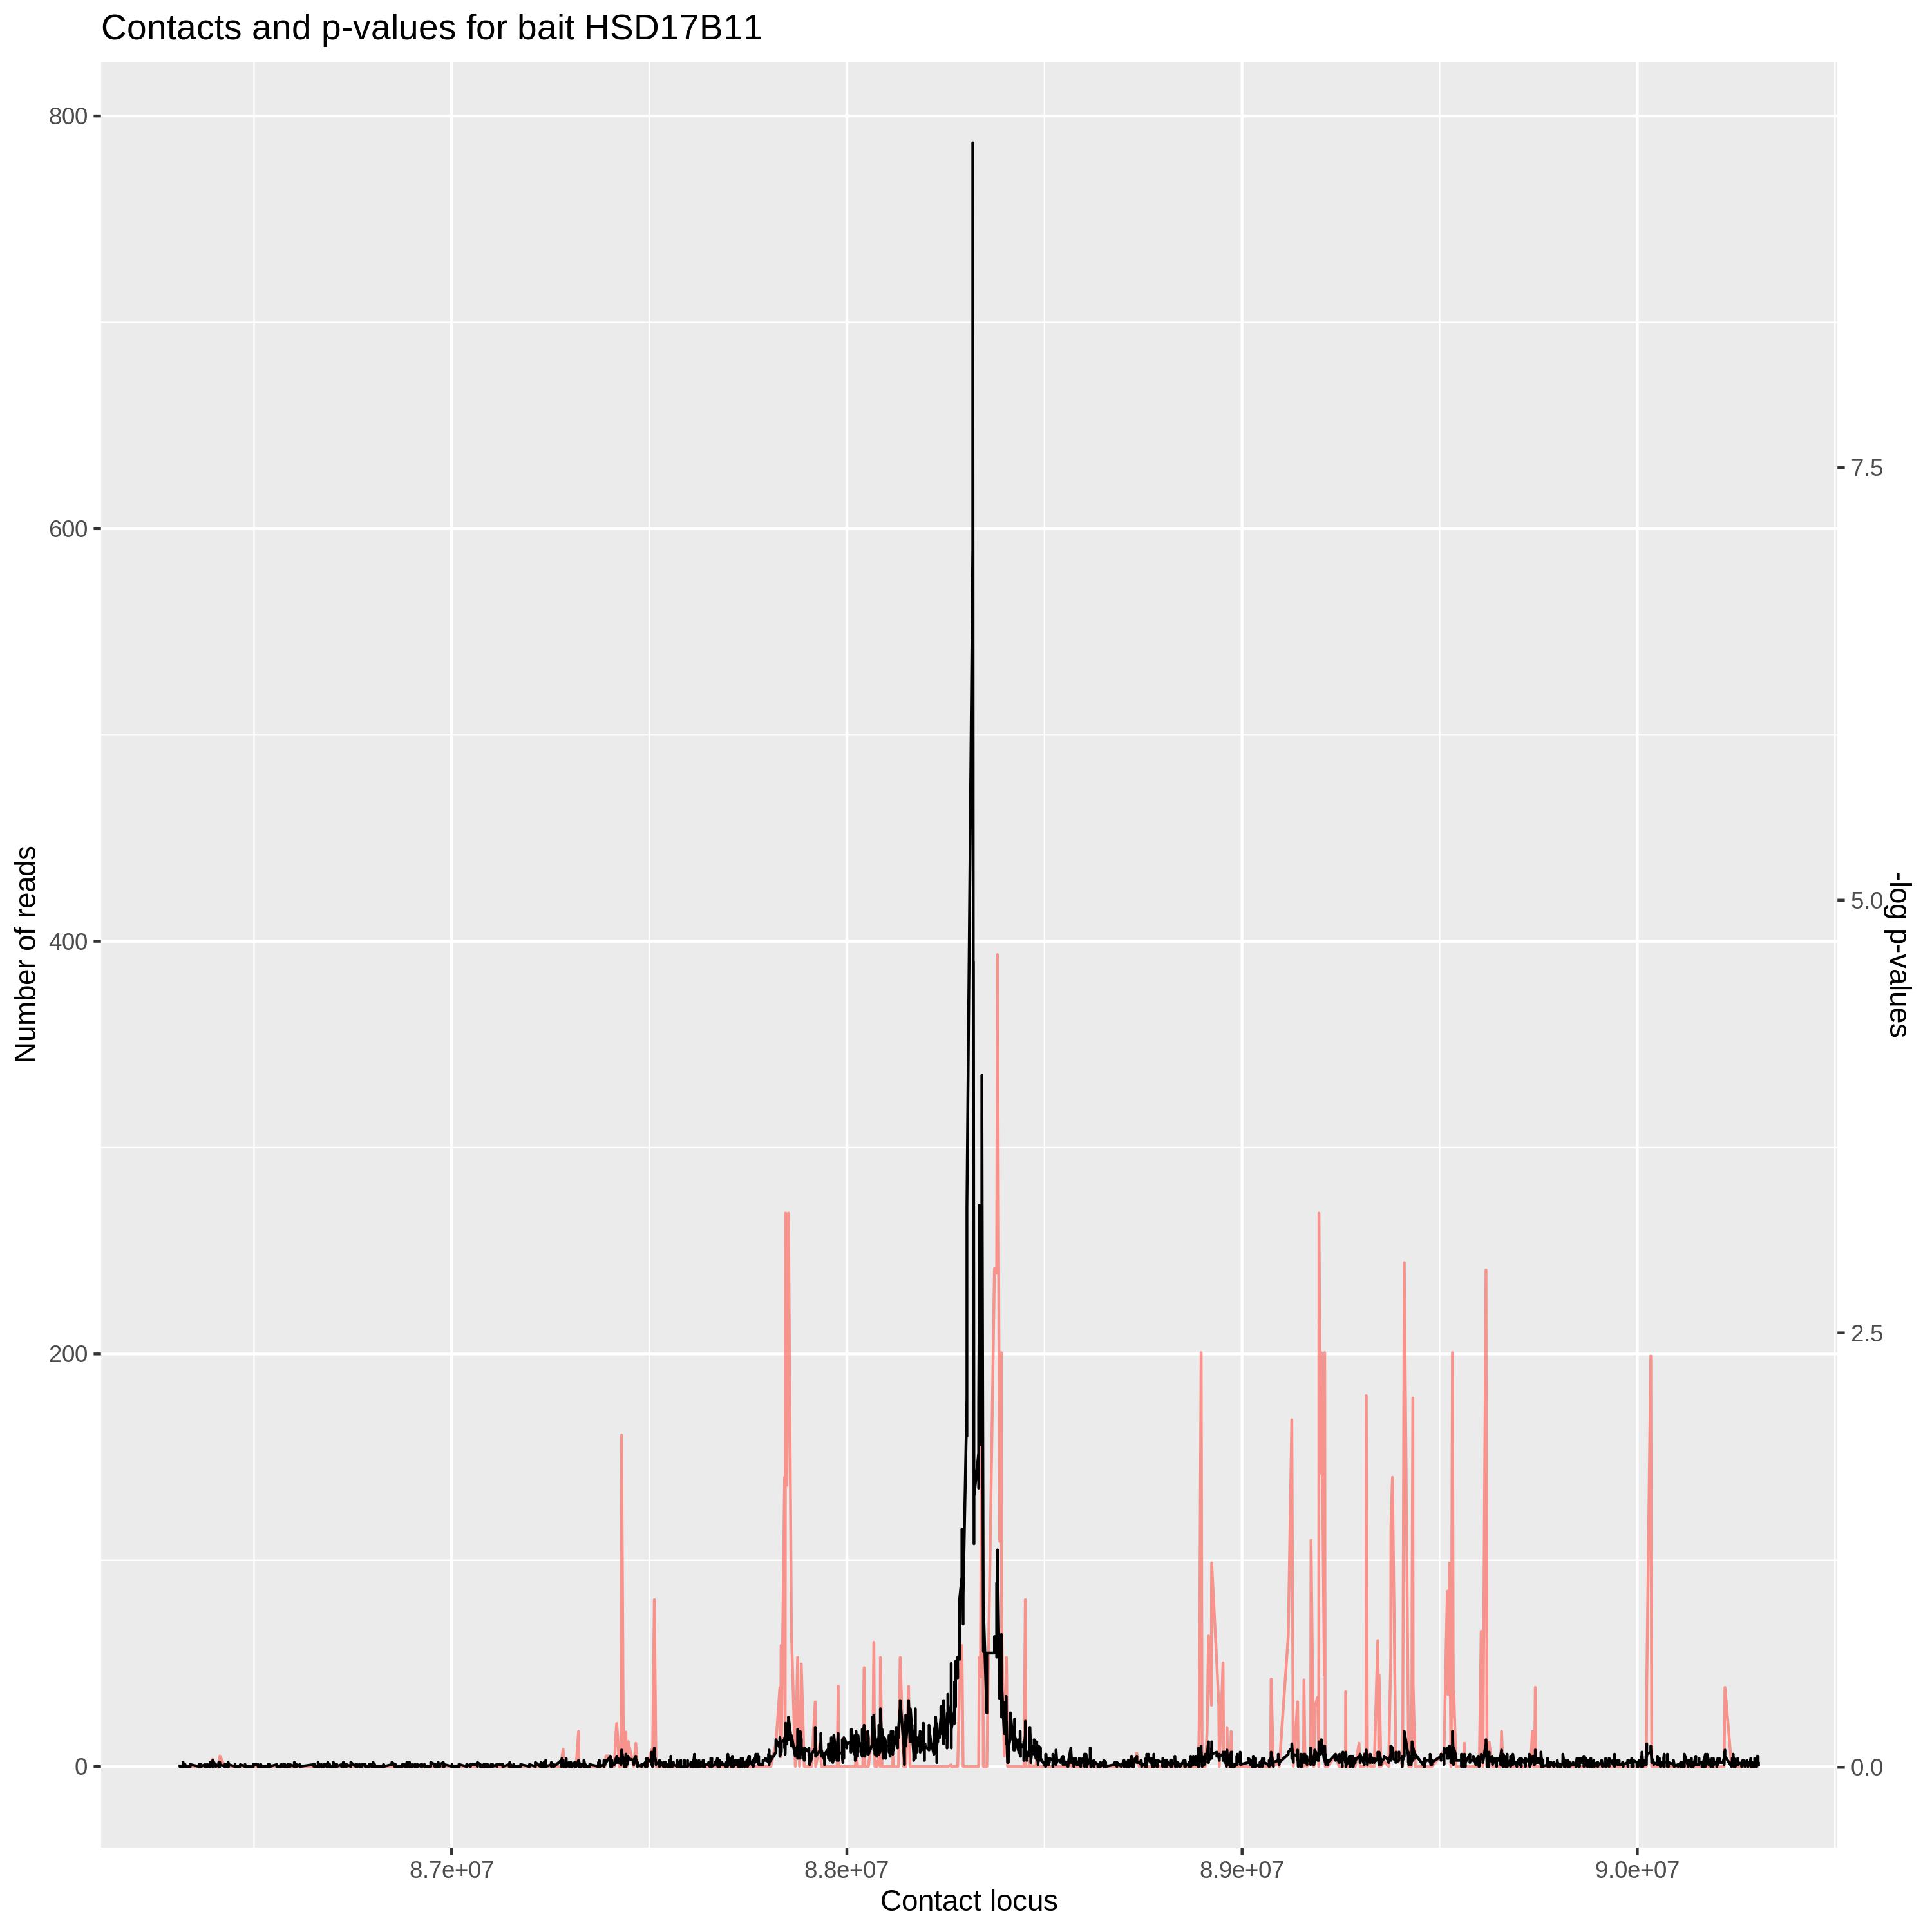 Contacts and p-values for bait HSD17B11
800
600
400
200
0
Number of reads
7.5
5.0
2.5
0.0
-log p-values
8.7e+07 8.8e+07 8.9e+07 9.0e+07
Contact locus